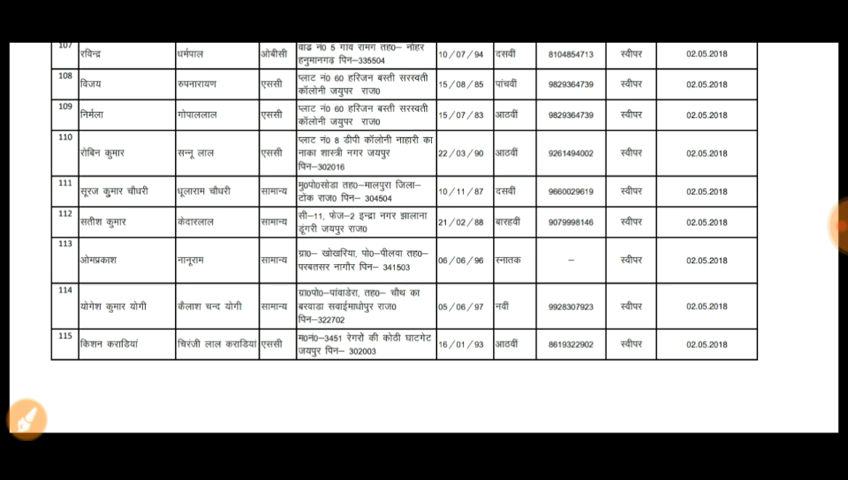 107 रविन्द्र धर्मपाल ओबीसी वाड नं0 5 गांव रामग तह0– नोहर हनुमानगढ़ पिन–335504 10/07/94 दसवीं 8104854713 स्वीपर 02.05.2018
108 विजय रुपनारायण एससी प्लाट नं0 60 हरिजन बस्ती सरस्वती कॉलोनी जयुपर राज0 15/08/85 पांचवीं 9829364739 स्वीपर 02.05.2018
109 निर्मला गोपाललाल एससी प्लाट नं0 60 हरिजन बस्ती सरस्वती कॉलोनी जयुपर राज0 15/07/83 आठवीं 9829364739 स्वीपर 02.05.2018
110 रोबिन कुमार सन्नू लाल एससी प्लाट नं0 8 डीपी कॉलोनी नाहारी का नाका शास्त्री नगर जयपुर पिन–302016 22/03/90 आठवीं 9261494002 स्वीपर 02.05.2018
111 सूरज कुमार चौधरी धूलाराम चौधरी सामान्य मु0पो0सोडा तह0–मालपुरा जिला– टोक राज0 पिन– 304504 10/11/87 दसवीं 9660029619 स्वीपर 02.05.2018
112 सतीश कुमार केदारलाल सामान्य सी–11, फेज–2 इन्द्रा नगर झालाना डूंगरी जयपुर राज0 21/02/88 बारहवीं 9079998146 स्वीपर 02.05.2018
113 ओमप्रकाश नानूराम सामान्य ग्रा0– खोखरिया, पो0–पीलवा तह0– परबतसर नागौर पिन– 341503 06/06/96 स्नातक – स्वीपर 02.05.2018
114 योगेश कुमार योगी कैलाश चन्द योगी सामान्य ग्रा0पो0–पांवाडेरा, तह0– चौथ का बरवाडा सवाईमाधोपुर राज0 पिन–322702 05/06/97 नवीं 9928307923 स्वीपर 02.05.2018
115 किशन कराडियां चिरंजी लाल कराडिया एससी म0नं0–3451 रेगरों की कोठी घाटगेट जयपुर पिन– 302003 16/01/93 आठवीं 8619322902 स्वीपर 02.05.2018